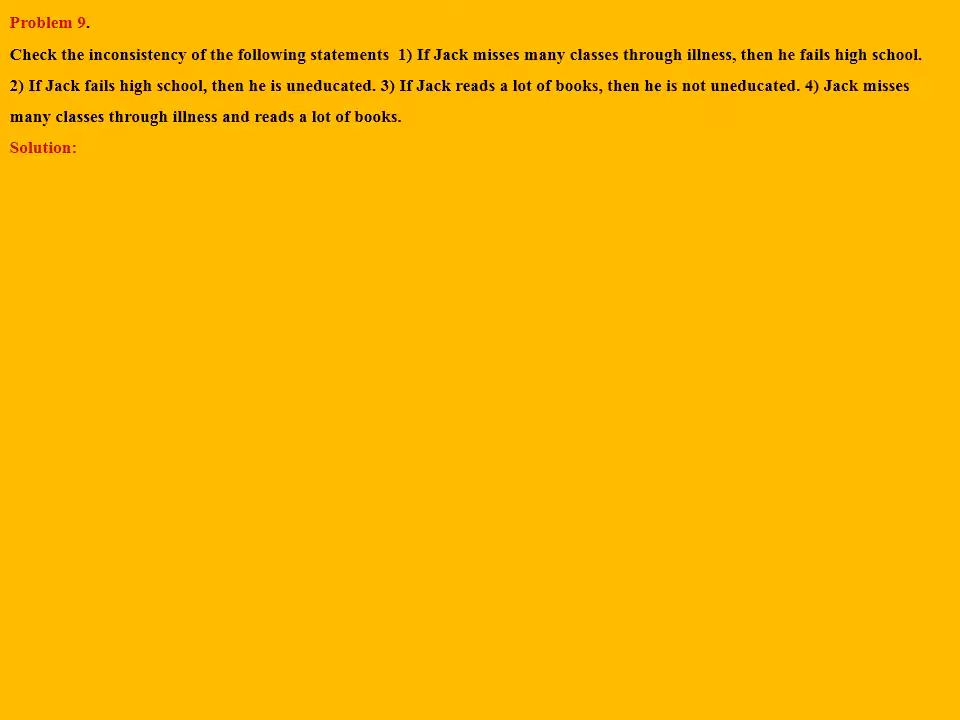 Problem 9.
Check the inconsistency of the following statements  1) If Jack misses many classes through illness, then he fails high school.
2) If Jack fails high school, then he is uneducated. 3) If Jack reads a lot of books, then he is not uneducated. 4) Jack misses
many classes through illness and reads a lot of books.
Solution: